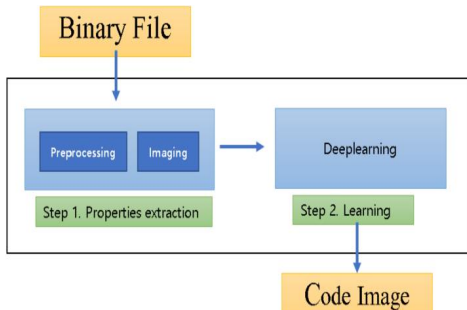 Binary File
Preprocessing
Imaging
Deeplearning
Step 1. Properties extraction
Step 2. Learning
Code Image